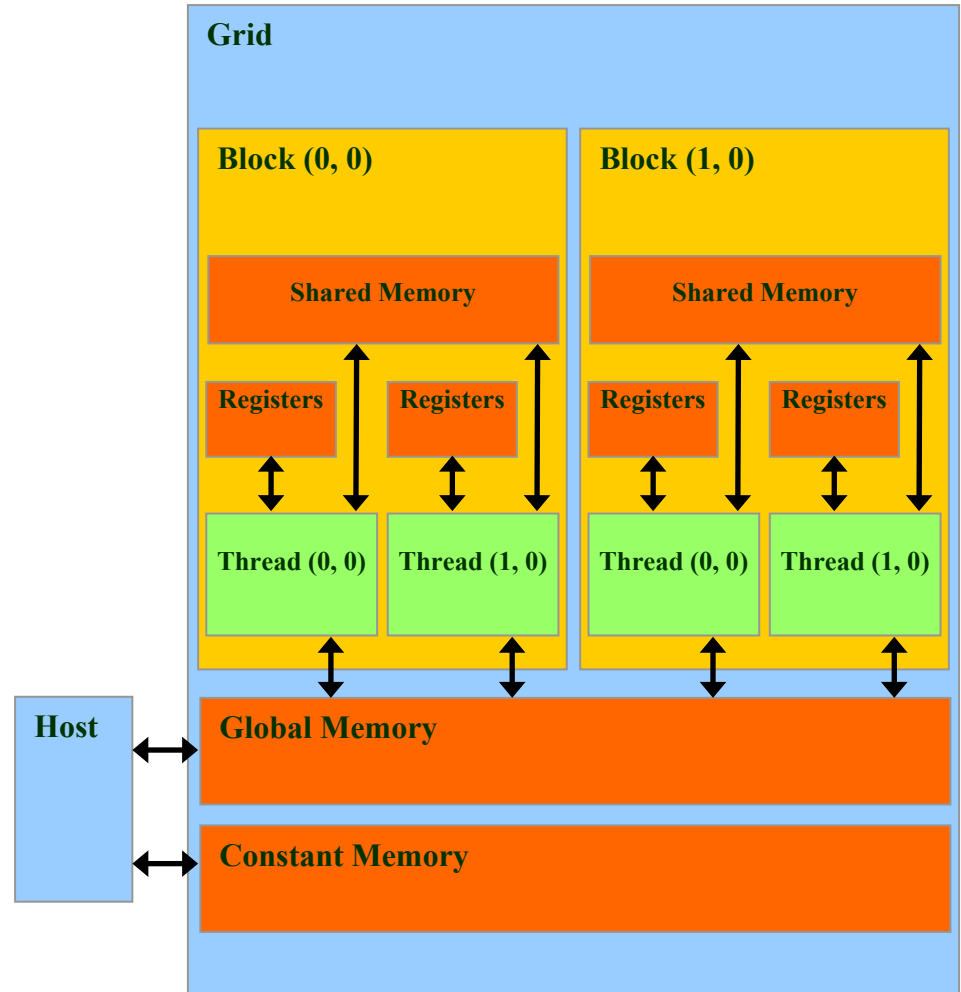 Grid
Block (0, 0)
Block (1, 0)
Shared Memory
Shared Memory
Registers
Registers
Registers
Registers
Thread (0, 0)
Thread (1, 0)
Thread (0, 0)
Thread (1, 0)
Host
Global Memory
Constant Memory